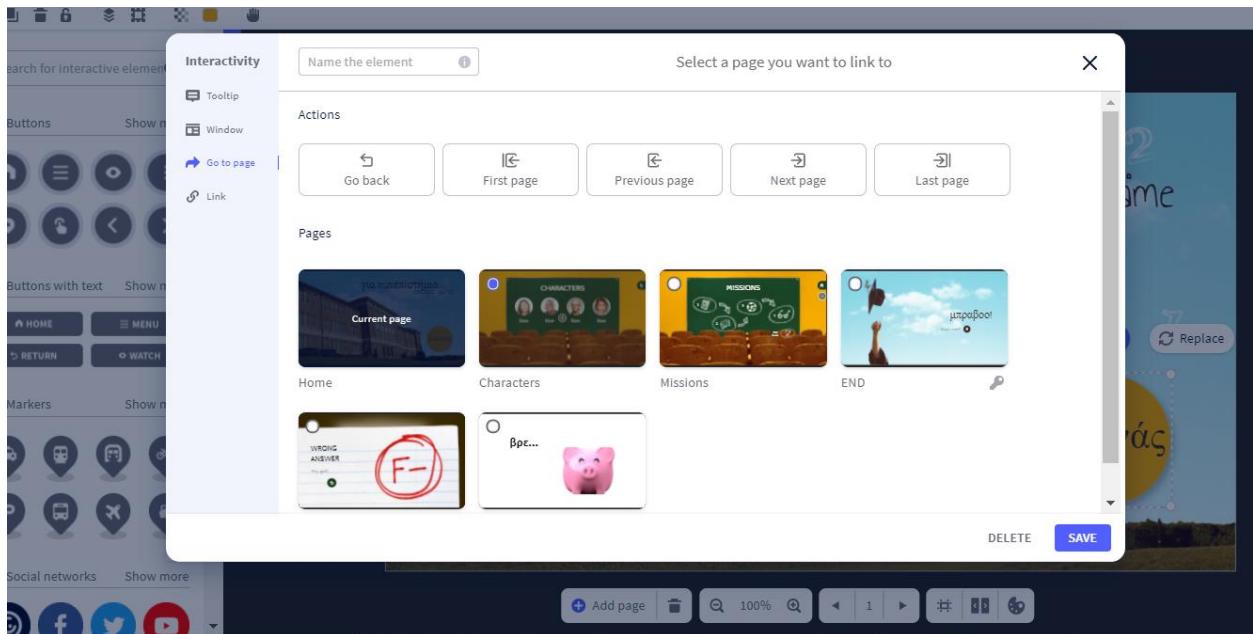 Search for interactive elemen
Buttons
Show m
Buttons with text
Show m
HOME
MENU
RETURN
WATCH
Markers
Show m
Social networks
Show more
Interactivity
Tooltip
Window
Go to page
Link
Name the element
Select a page you want to link to
Actions
Go back
First page
Previous page
Next page
Last page
Pages
Current page
Home
CHARACTERS
Characters
MISSIONS
Missions
μπραβοο!
END
WRONG
ANSWER
F-
βρε...
DELETE
SAVE
Replace
άς
Add page
100%
1